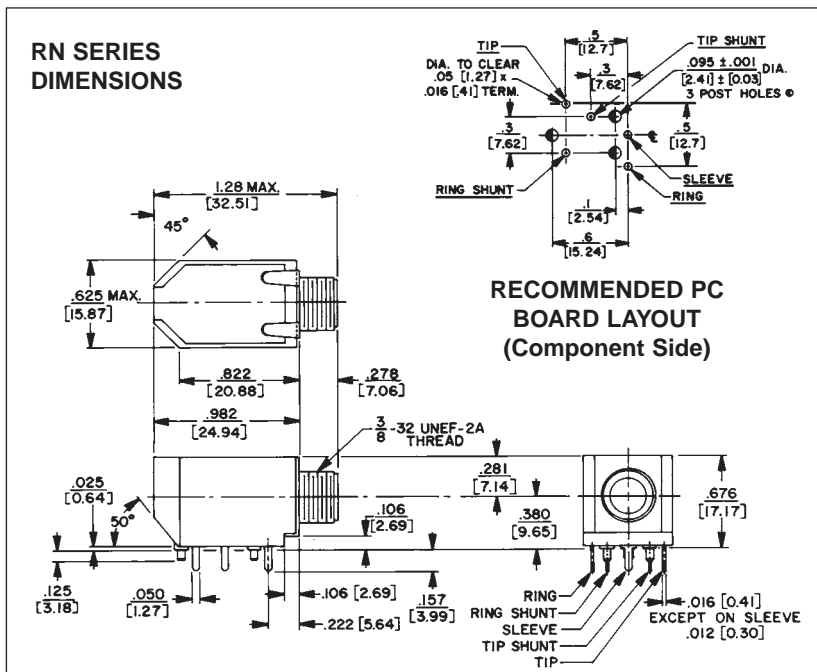 RN SERIES
DIMENSIONS
TIP
.5
[12.7]
TIP SHUNT
DIA. TO CLEAR
.05 [1.27] x
.016 [.41] TERM.
.3
[7.62]
.095 ±.001 DIA.
[2.41] ± [0.03]
3 POST HOLES
.3
[7.62]
.5
[12.7]
SLEEVE
RING SHUNT
RING
.1
[2.54]
.6
[15.24]
RECOMMENDED PC
BOARD LAYOUT
(Component Side)
1.28 MAX.
[32.51]
45°
.625 MAX.
[15.87]
.822
[20.88]
.278
[7.06]
.982
[24.94]
3/8 -32 UNEF-2A
THREAD
.025
[0.64]
50°
.281
[7.14]
.380
[9.65]
.676
[17.17]
.106
[2.69]
.125
[3.18]
.050
[1.27]
.106 [2.69]
.222 [5.64]
.157
[3.99]
RING
RING SHUNT
SLEEVE
TIP SHUNT
TIP
.016 [0.41]
EXCEPT ON SLEEVE
.012 [0.30]